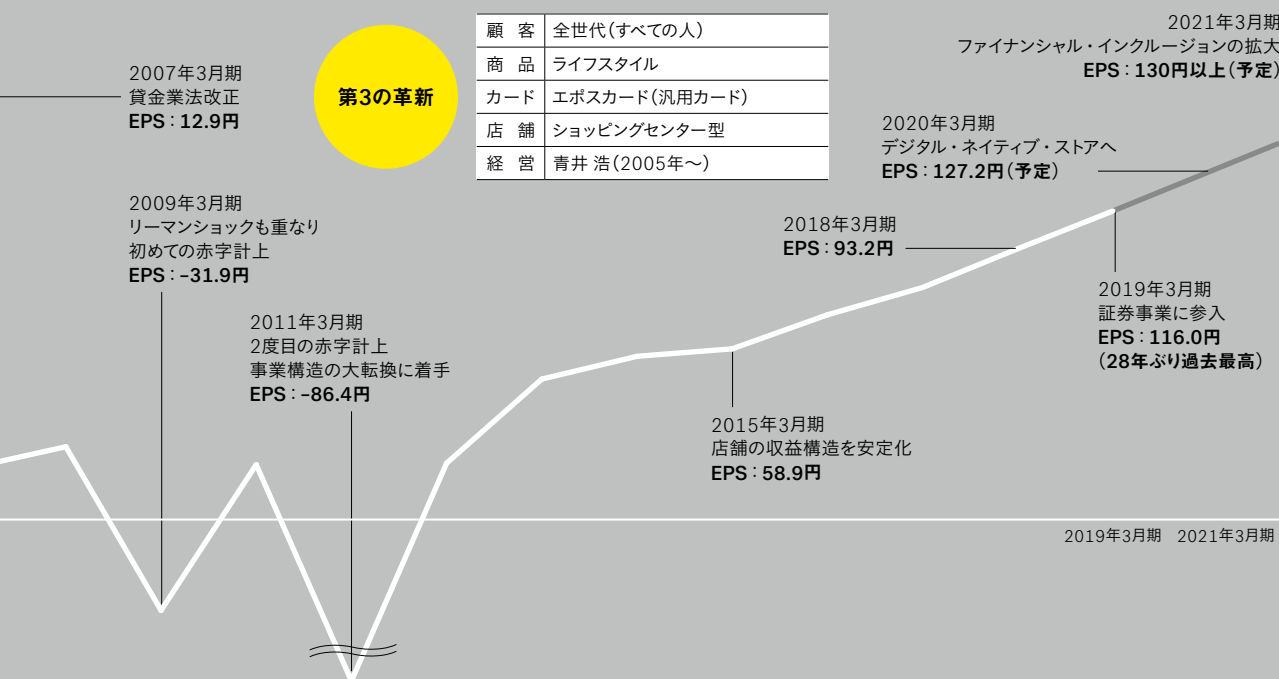 2007年3月期
貸金業法改正
EPS：12.9円
2009年3月期
リーマンショックも重なり
初めての赤字計上
EPS：–31.9円
2011年3月期
2度目の赤字計上
事業構造の大転換に着手
EPS：–86.4円
第3の革新
顧 客 全世代（すべての人）
商 品 ライフスタイル
カード エポスカード（汎用カード）
店 舗 ショッピングセンター型
経 営 青井 浩（2005年～）
2015年3月期
店舗の収益構造を安定化
EPS：58.9円
2018年3月期
EPS：93.2円
2019年3月期
証券事業に参入
EPS：116.0円
（28年ぶり過去最高）
2020年3月期
デジタル・ネイティブ・ストアへ
EPS：127.2円（予定）
2021年3月期
ファイナンシャル・インクルージョンの拡大
EPS：130円以上（予定）
2019年3月期 2021年3月期